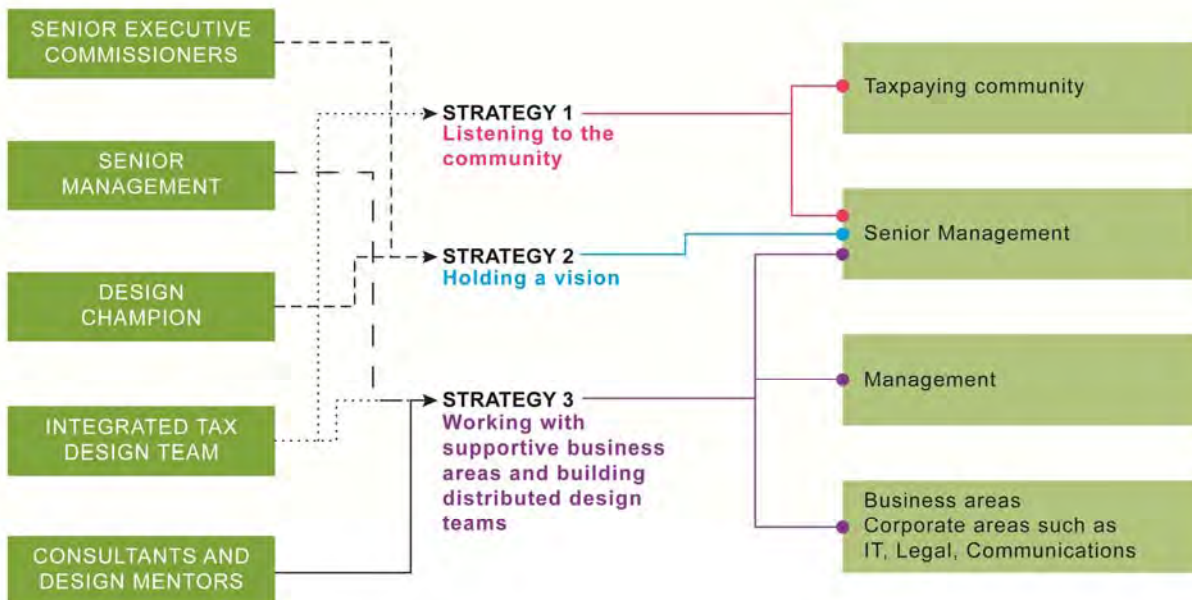 SENIOR EXECUTIVE
COMMISSIONERS
SENIOR
MANAGEMENT
DESIGN
CHAMPION
INTEGRATED TAX
DESIGN TEAM
CONSULTANTS AND
DESIGN MENTORS
STRATEGY 1
Listening to the
community
STRATEGY 2
Holding a vision
STRATEGY 3
Working with
supportive business
areas and building
distributed design
teams
Taxpaying community
Senior Management
Management
Business areas
Corporate areas such as
IT, Legal, Communications